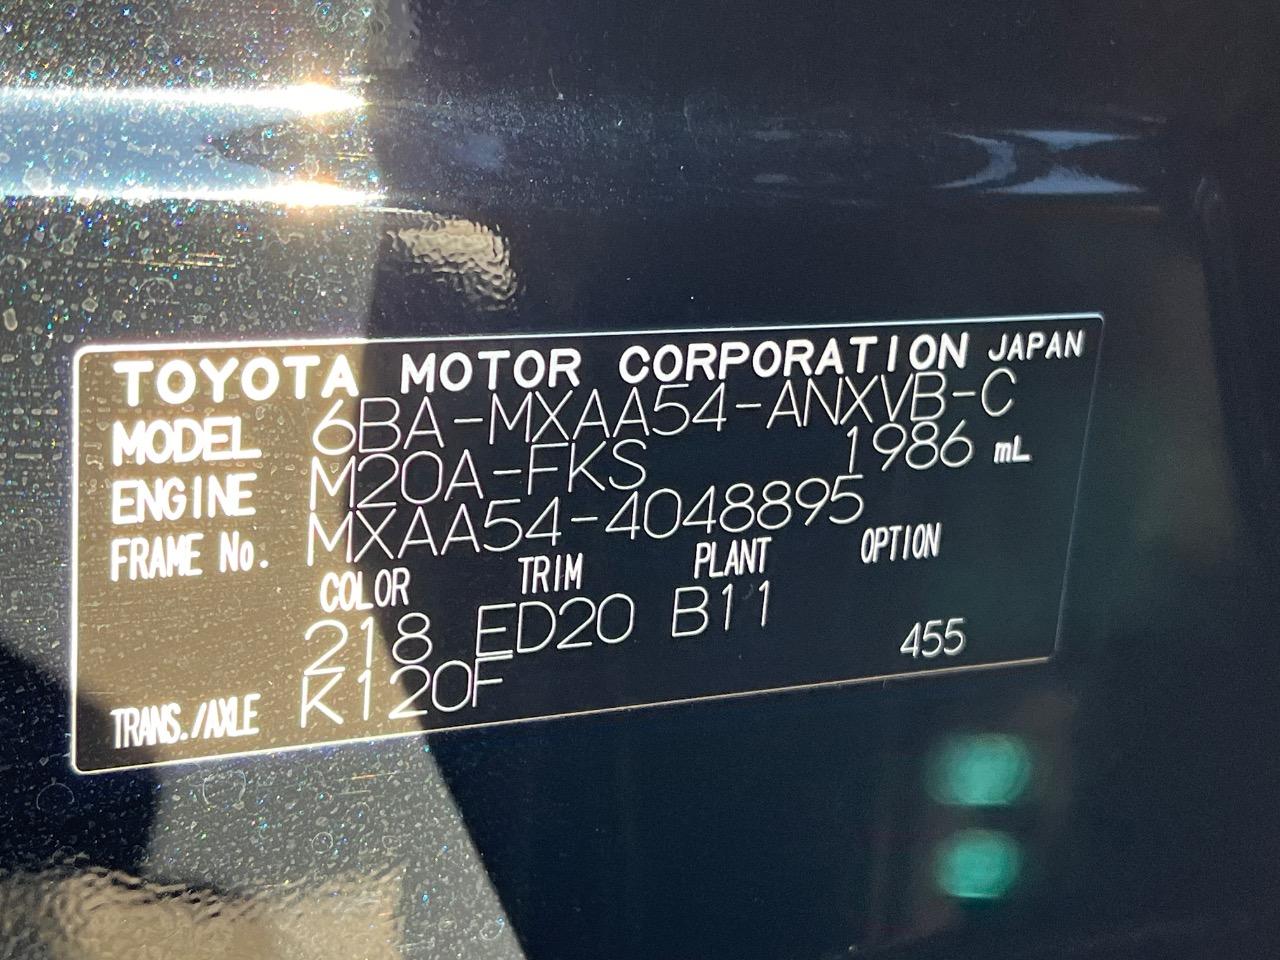 TOYOTA MOTOR CORPORATION JAPAN
MODEL 6BA-MXAA54-ANXVB-C
ENGINE M20A-FKS 1986 mL
FRAME No. MXAA54-4048895
COLOR TRIM PLANT OPTION
218 ED20 B11
455
TRANS./AXLE K120F